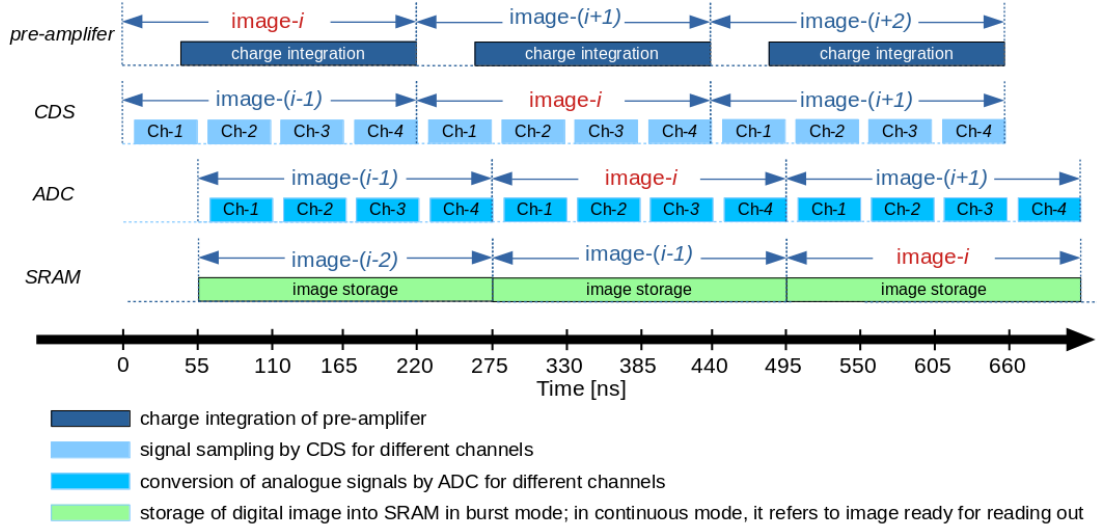 pre-amplifer
image-i
image-(i+1)
image-(i+2)
charge integration
charge integration
charge integration
CDS
image-(i-1)
image-i
image-(i+1)
Ch-1 Ch-2 Ch-3 Ch-4 Ch-1 Ch-2 Ch-3 Ch-4 Ch-1 Ch-2 Ch-3 Ch-4
ADC
image-(i-1)
image-i
image-(i+1)
Ch-1 Ch-2 Ch-3 Ch-4 Ch-1 Ch-2 Ch-3 Ch-4 Ch-1 Ch-2 Ch-3 Ch-4
SRAM
image-(i-2)
image-(i-1)
image-i
image storage
image storage
image storage
0 55 110 165 220 275 330 385 440 495 550 605 660
Time [ns]
charge integration of pre-amplifer
signal sampling by CDS for different channels
conversion of analogue signals by ADC for different channels
storage of digital image into SRAM in burst mode; in continuous mode, it refers to image ready for reading out